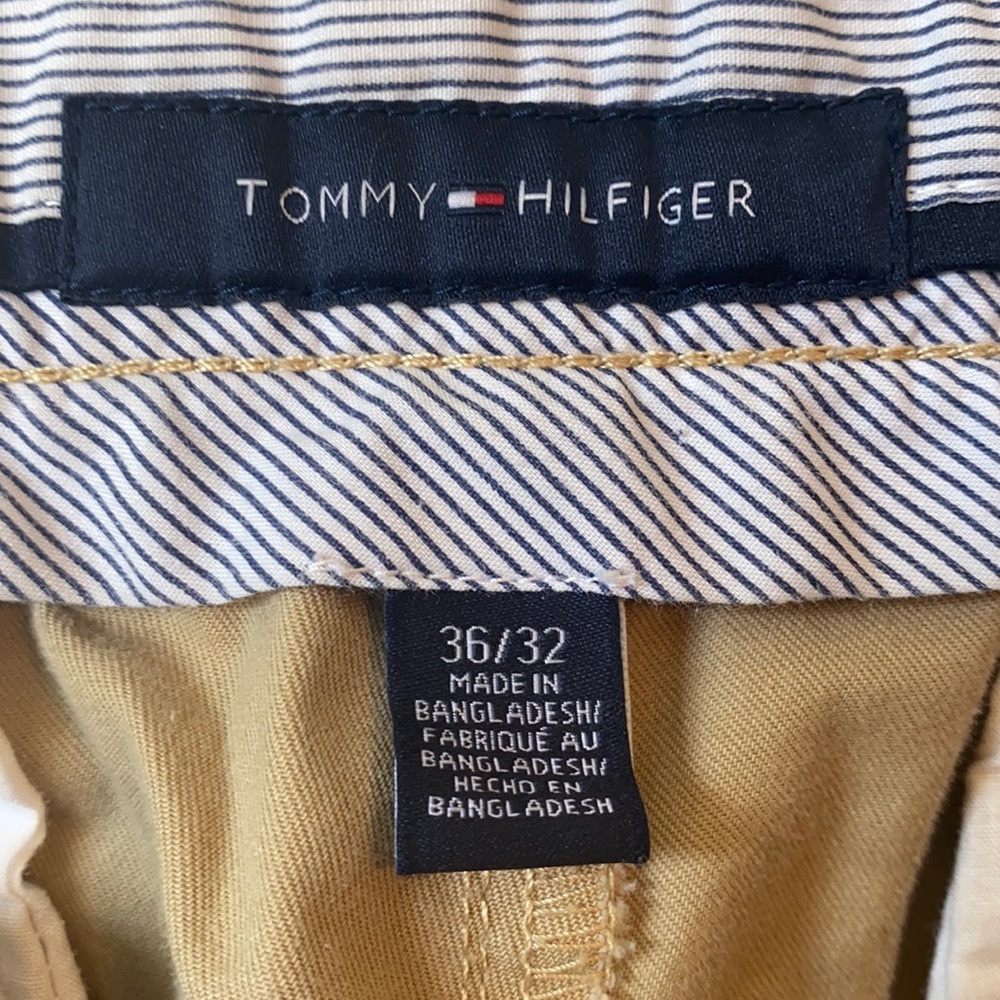 TOMMY HILFIGER
36/32
MADE IN
BANGLADESH/
FABRIQUÉ AU
BANGLADESH/
HECHO EN
BANGLADESH